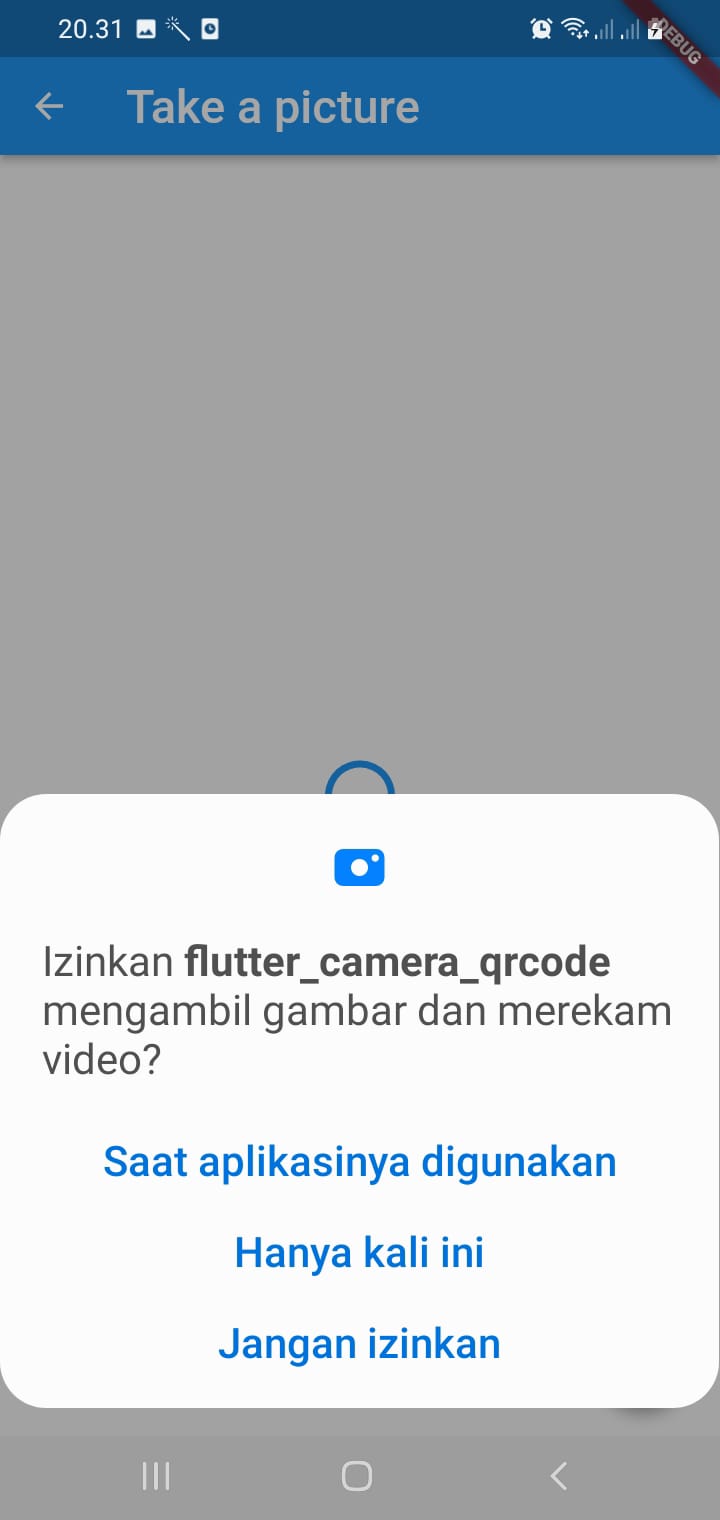 20.31
DEBUG
Take a picture
Izinkan flutter_camera_qrcode
mengambil gambar dan merekam
video?
Saat aplikasinya digunakan
Hanya kali ini
Jangan izinkan